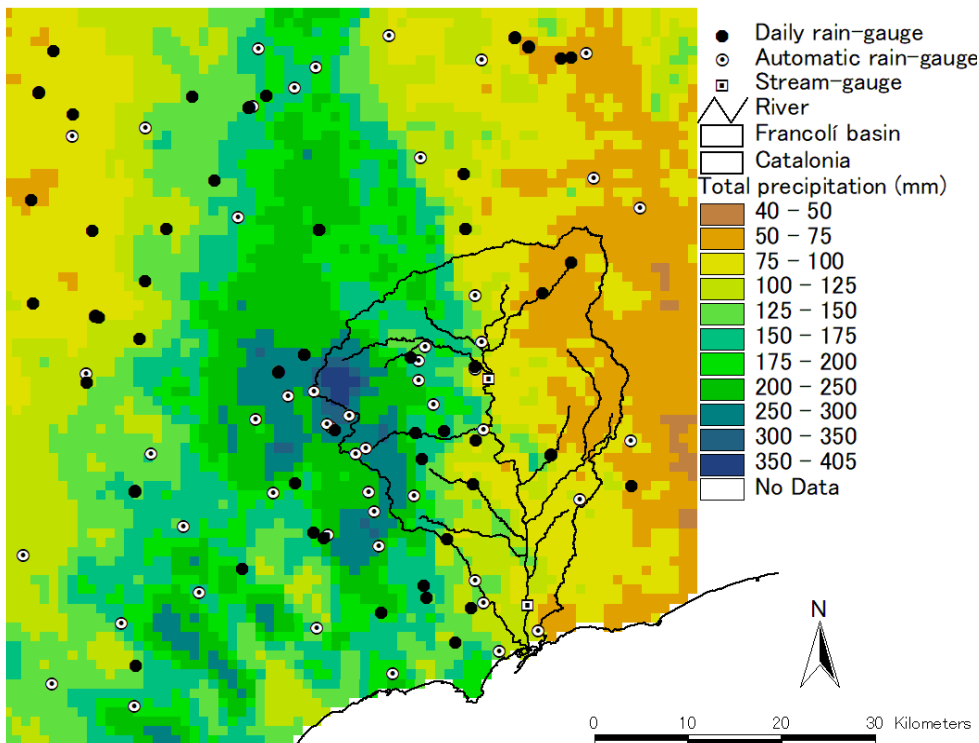 Daily rain-gauge
Automatic rain-gauge
Stream-gauge
River
Francolí basin
Catalonia
Total precipitation (mm)
40 - 50
50 - 75
75 - 100
100 - 125
125 - 150
150 - 175
175 - 200
200 - 250
250 - 300
300 - 350
350 - 405
No Data
N
0 10 20 30 Kilometers